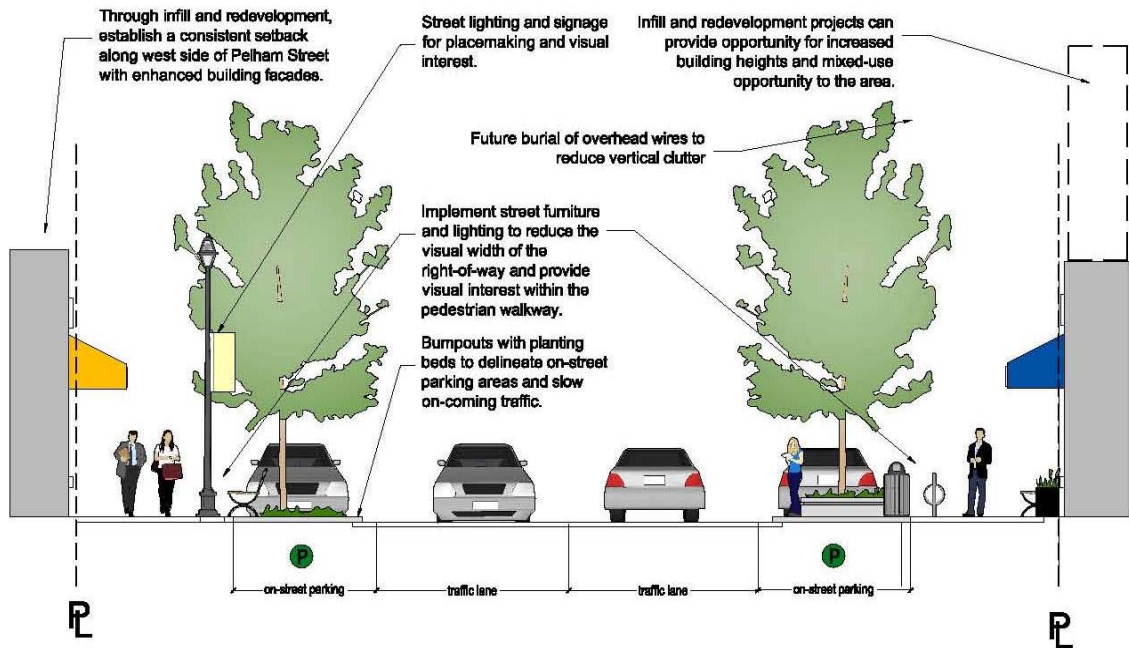 Through infill and redevelopment,
establish a consistent setback
along west side of Pelham Street
with enhanced building facades.
Street lighting and signage
for placemaking and visual
interest.
Infill and redevelopment projects can
provide opportunity for increased
building heights and mixed-use
opportunity to the area.
Future burial of overhead wires to
reduce vertical clutter
Implement street furniture
and lighting to reduce the
visual width of the
right-of-way and provide
visual interest within the
pedestrian walkway.
Bumpouts with planting
beds to delineate on-street
parking areas and slow
on-coming traffic.
P
P
on-street parking
traffic lane
traffic lane
on-street parking
PL
PL